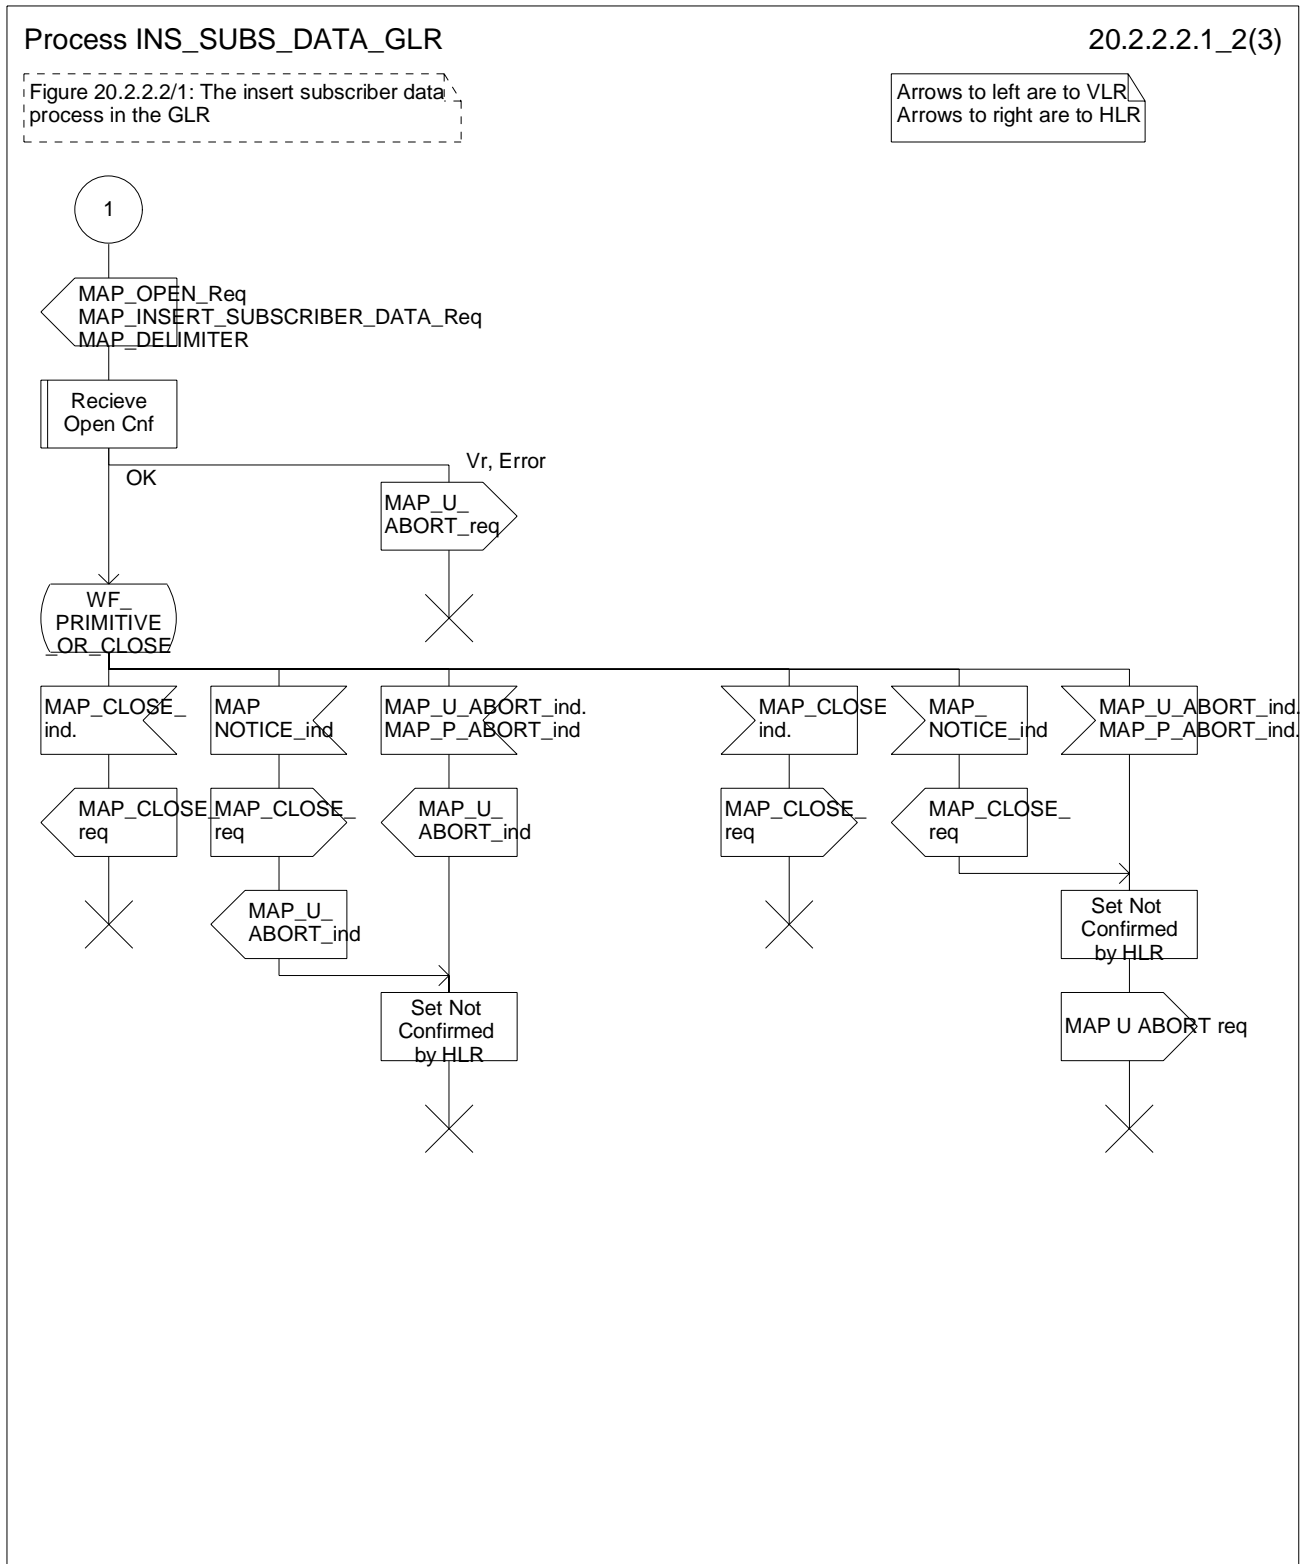 Process INS_SUBS_DATA_GLR
20.2.2.2.1_2(3)
Figure 20.2.2.2/1: The insert subscriber data
process in the GLR
Arrows to left are to VLR
Arrows to right are to HLR
1
MAP_OPEN_Req
MAP_INSERT_SUBSCRIBER_DATA_Req
MAP_DELIMITER
Recieve
Open Cnf
OK
Vr, Error
MAP_U_
ABORT_req
WF_
PRIMITIVE
_OR_CLOSE
MAP_CLOSE_
ind.
MAP
NOTICE_ind
MAP_U_ABORT_ind.
MAP_P_ABORT_ind
MAP_CLOSE
ind.
MAP_
NOTICE_ind
MAP_U_ABORT_ind.
MAP_P_ABORT_ind.
MAP_CLOSE_
req
MAP_CLOSE_
req
MAP_U_
ABORT_ind
MAP_CLOSE_
req
MAP_CLOSE_
req
MAP_U_
ABORT_ind
Set Not
Confirmed
by HLR
Set Not
Confirmed
by HLR
MAP U ABORT req